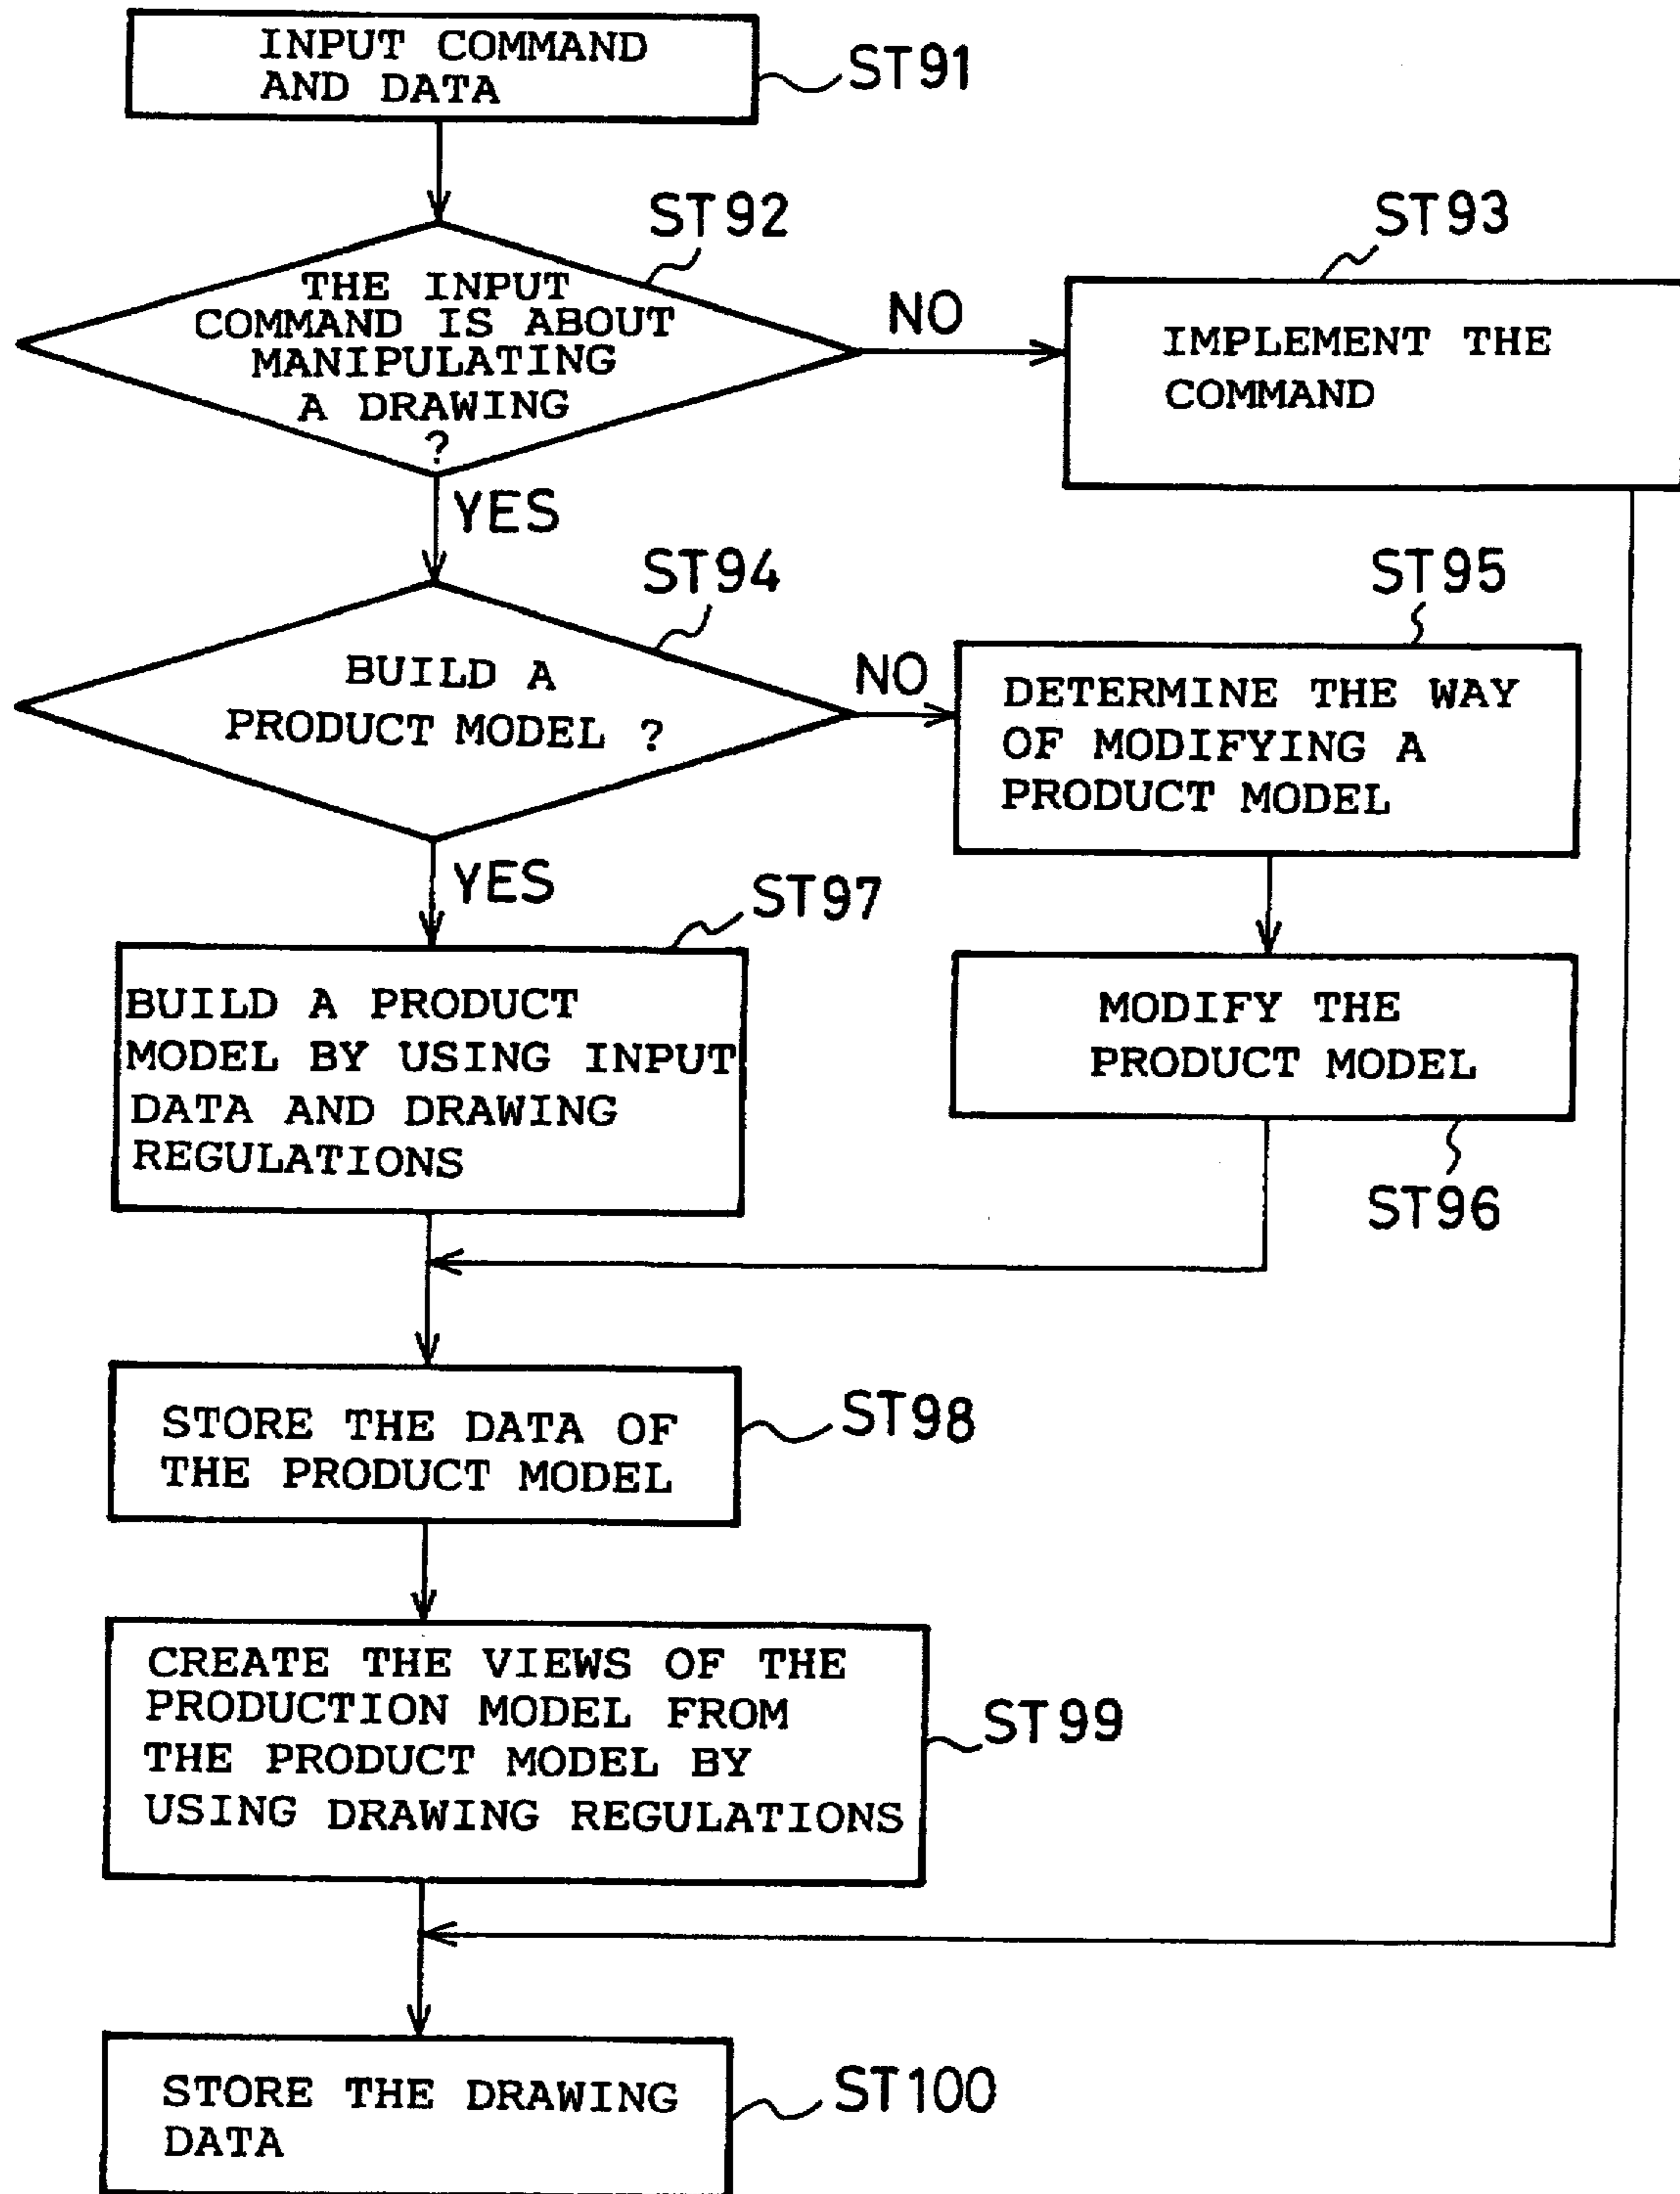 INPUT COMMAND
AND DATA
ST91
ST92
THE INPUT
COMMAND IS ABOUT
MANIPULATING
A DRAWING
?
NO
ST93
IMPLEMENT THE
COMMAND
YES
ST94
BUILD A
PRODUCT MODEL ?
NO
ST95
DETERMINE THE WAY
OF MODIFYING A
PRODUCT MODEL
YES
ST97
BUILD A PRODUCT
MODEL BY USING INPUT
DATA AND DRAWING
REGULATIONS
MODIFY THE
PRODUCT MODEL
ST96
STORE THE DATA OF
THE PRODUCT MODEL
ST98
CREATE THE VIEWS OF THE
PRODUCTION MODEL FROM
THE PRODUCT MODEL BY
USING DRAWING REGULATIONS
ST99
STORE THE DRAWING
DATA
ST100